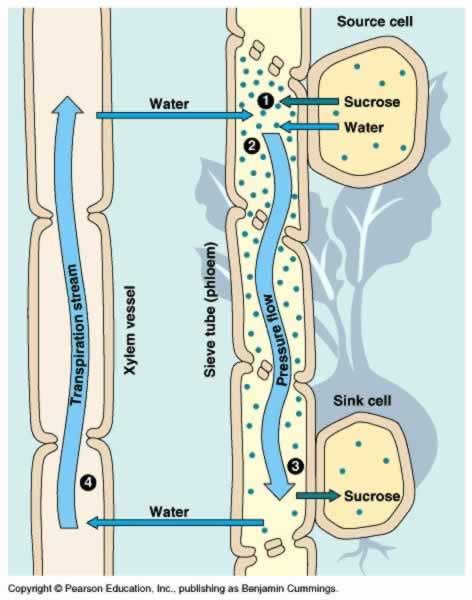 Source cell
Water
1
Sucrose
Water
2
Transpiration stream
Xylem vessel
Sieve tube (phloem)
Pressure flow
Sink cell
3
4
Sucrose
Water
Copyright © Pearson Education, Inc., publishing as Benjamin Cummings.